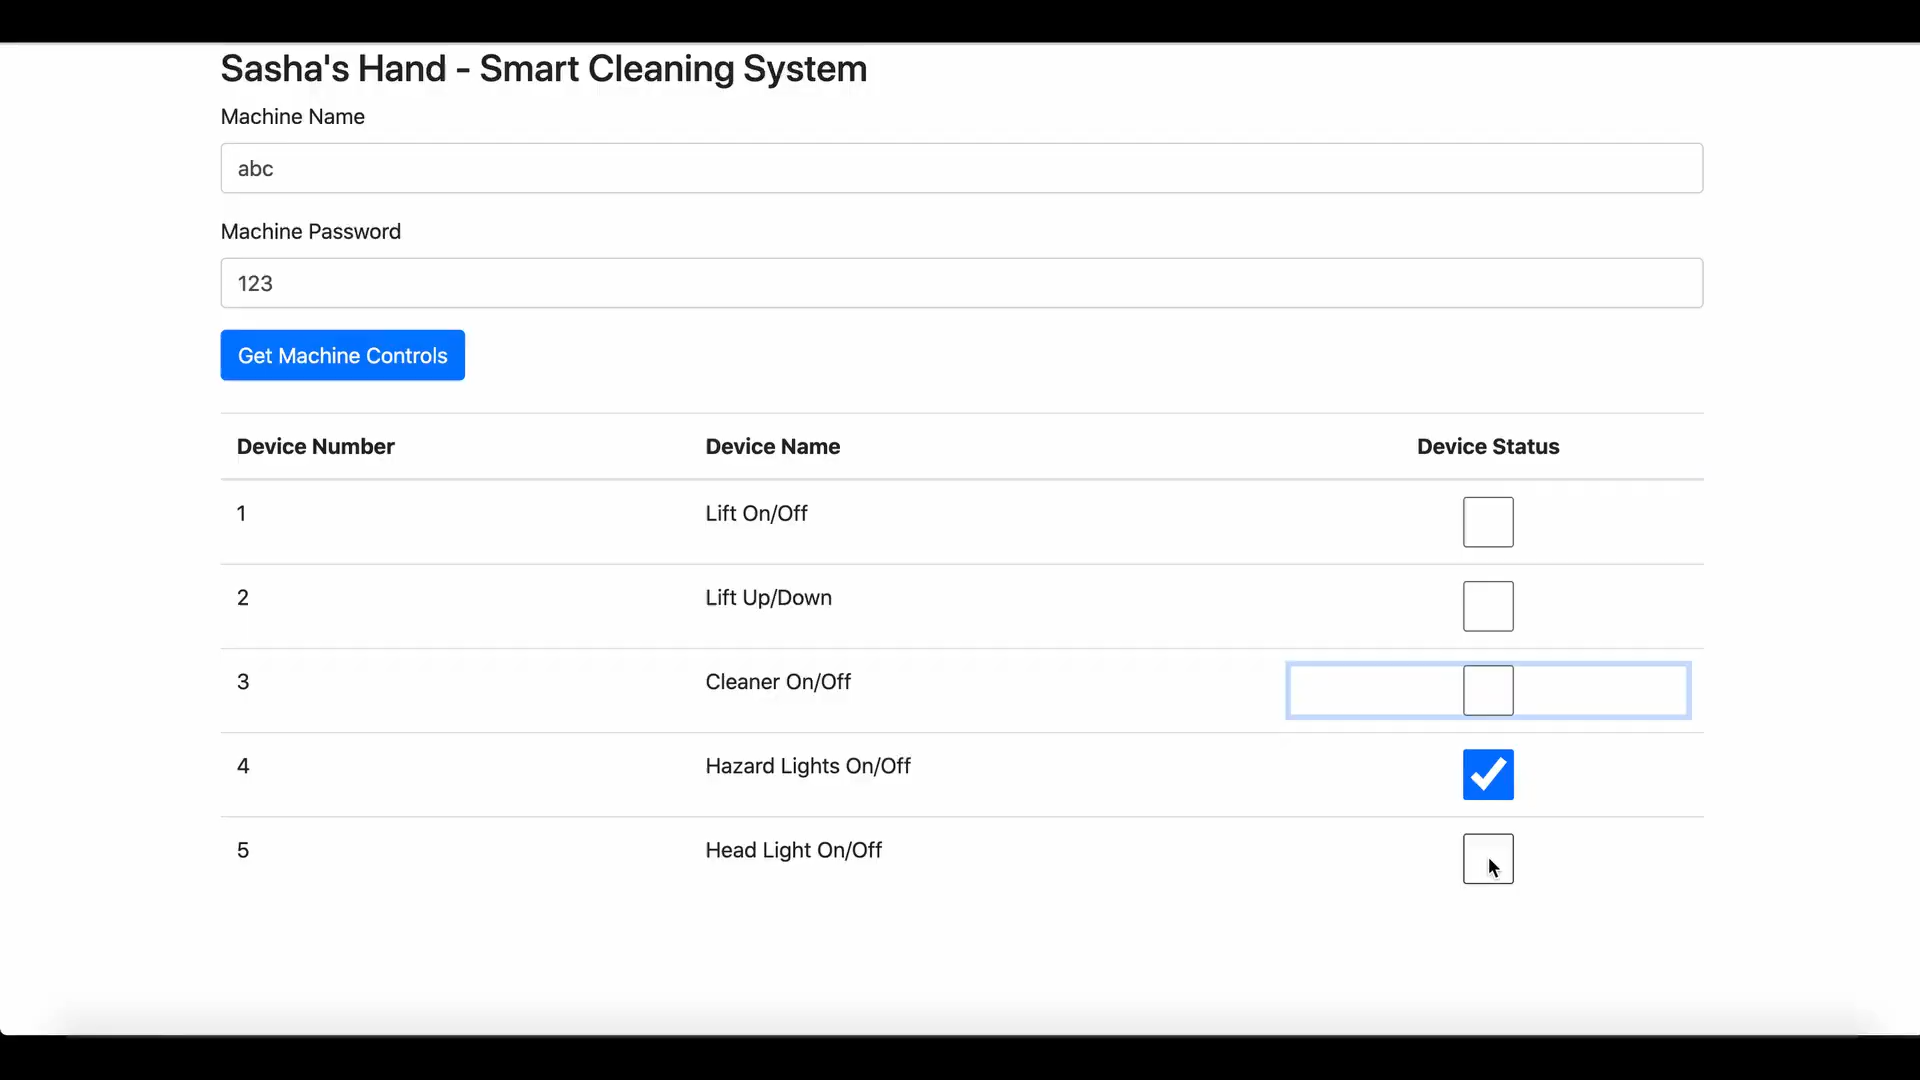 Sasha's Hand - Smart Cleaning System
Machine Name
abc
Machine Password
123
Get Machine Controls
Device Number Device Name Device Status
1 Lift On/Off
2 Lift Up/Down
3 Cleaner On/Off
4 Hazard Lights On/Off
5 Head Light On/Off